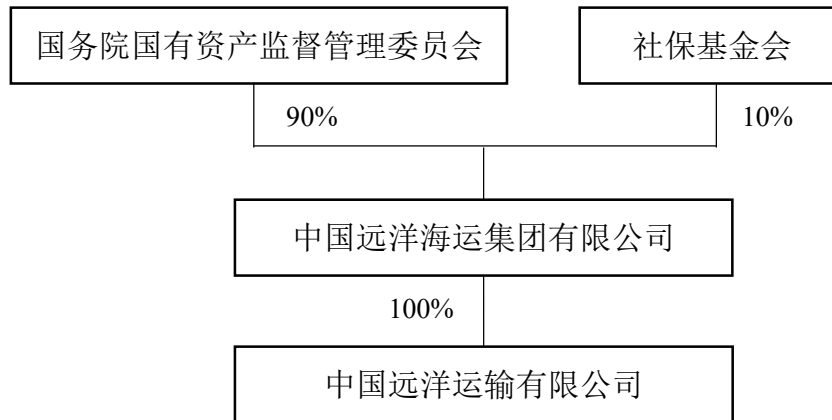 国务院国有资产监督管理委员会
社保基金会
90%
10%
中国远洋海运集团有限公司
100%
中国远洋运输有限公司